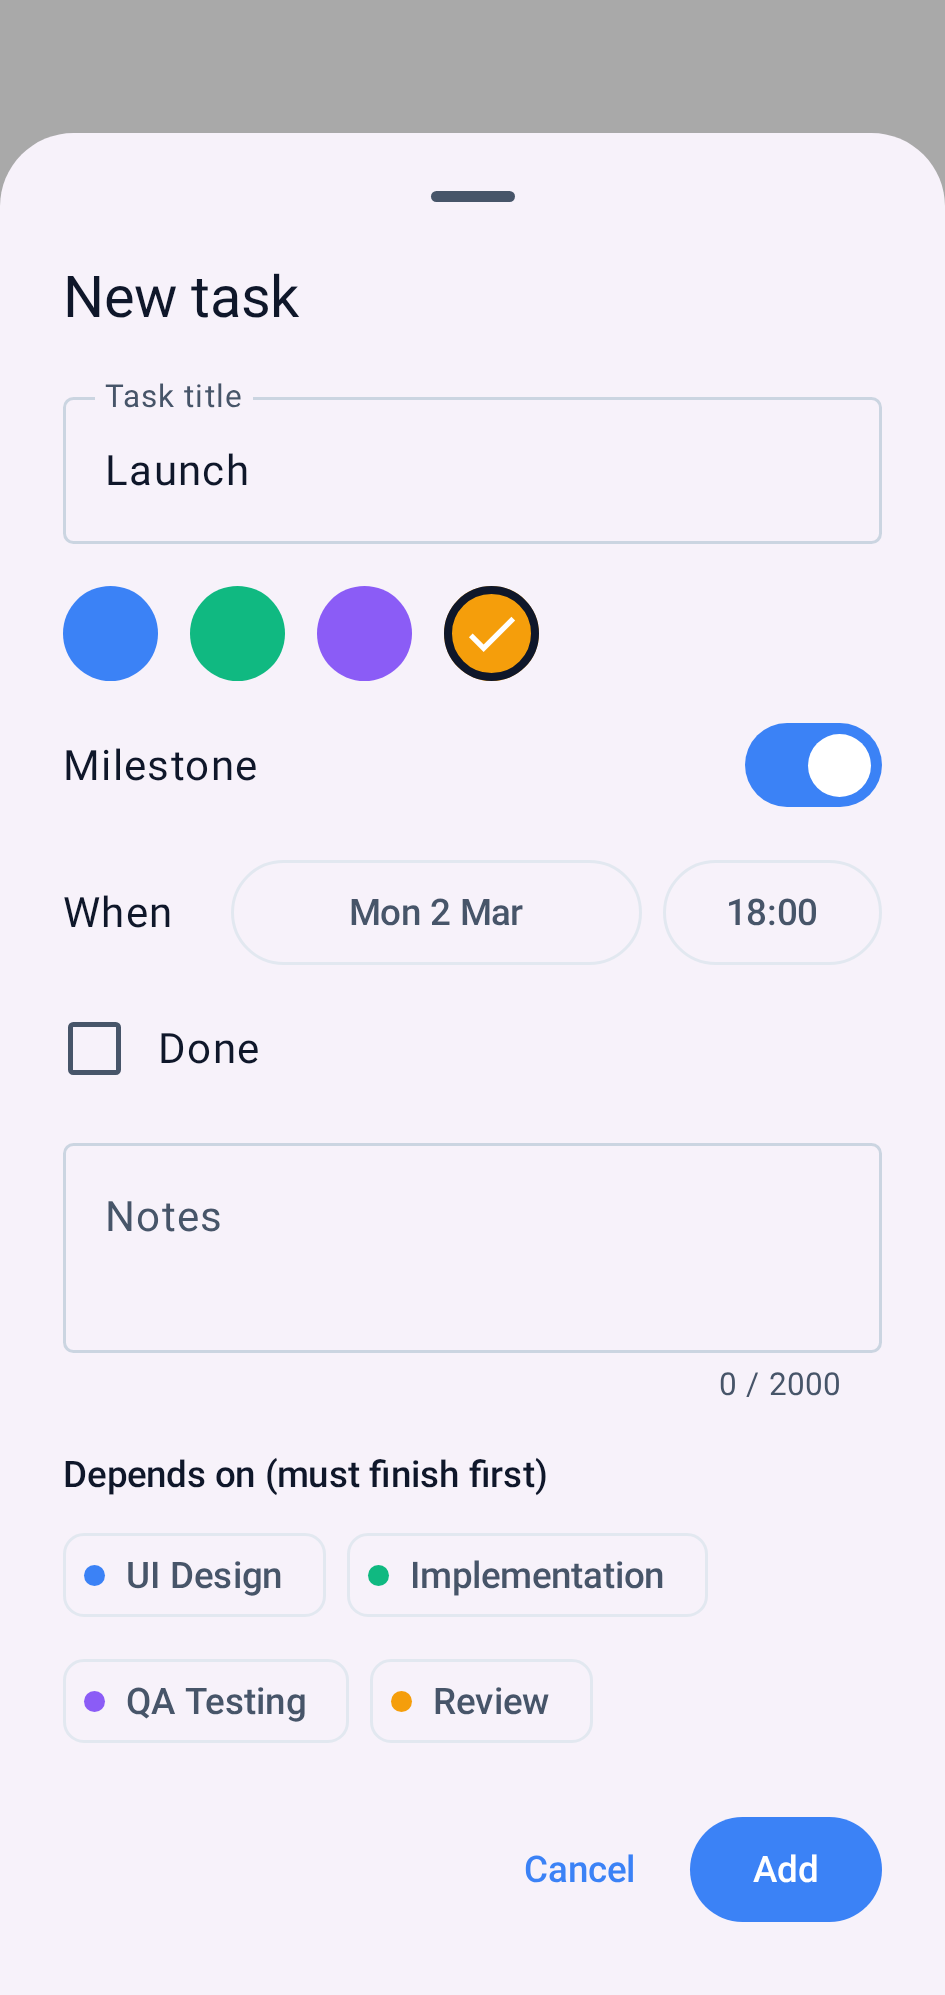 New task
Task title
Launch
Milestone
When Mon 2 Mar 18:00
Done
Notes
0 / 2000
Depends on (must finish first)
UI Design Implementation
QA Testing Review
Cancel Add